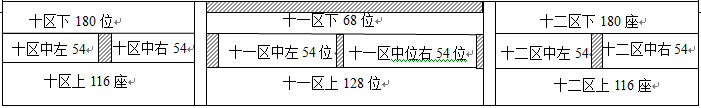 十区下 180 位
十一区下 68 位
十二区下 180 座
十区中左 54
十区中右 54
十一区中左 54 位
十一区中位右 54 位
十二区中左 54
十二区中右 54
十区上 116 座
十一区上 128 位
十二区上 116 座